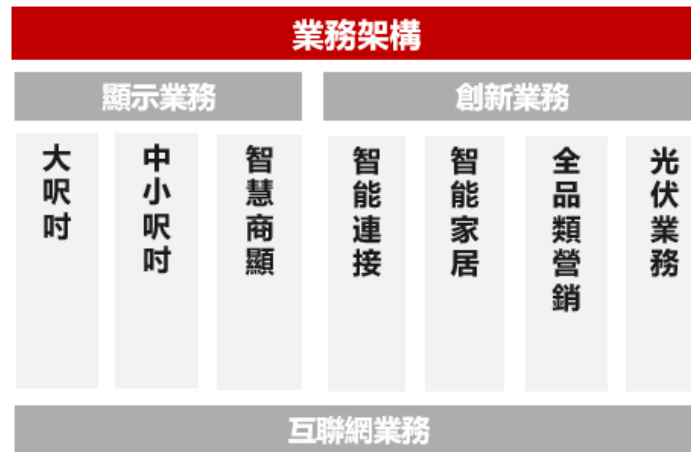 業務架構
顯示業務
創新業務
大呎吋
中小呎吋
智慧商顯
智能連接
智能家居
全品類營銷
光伏業務
互聯網業務